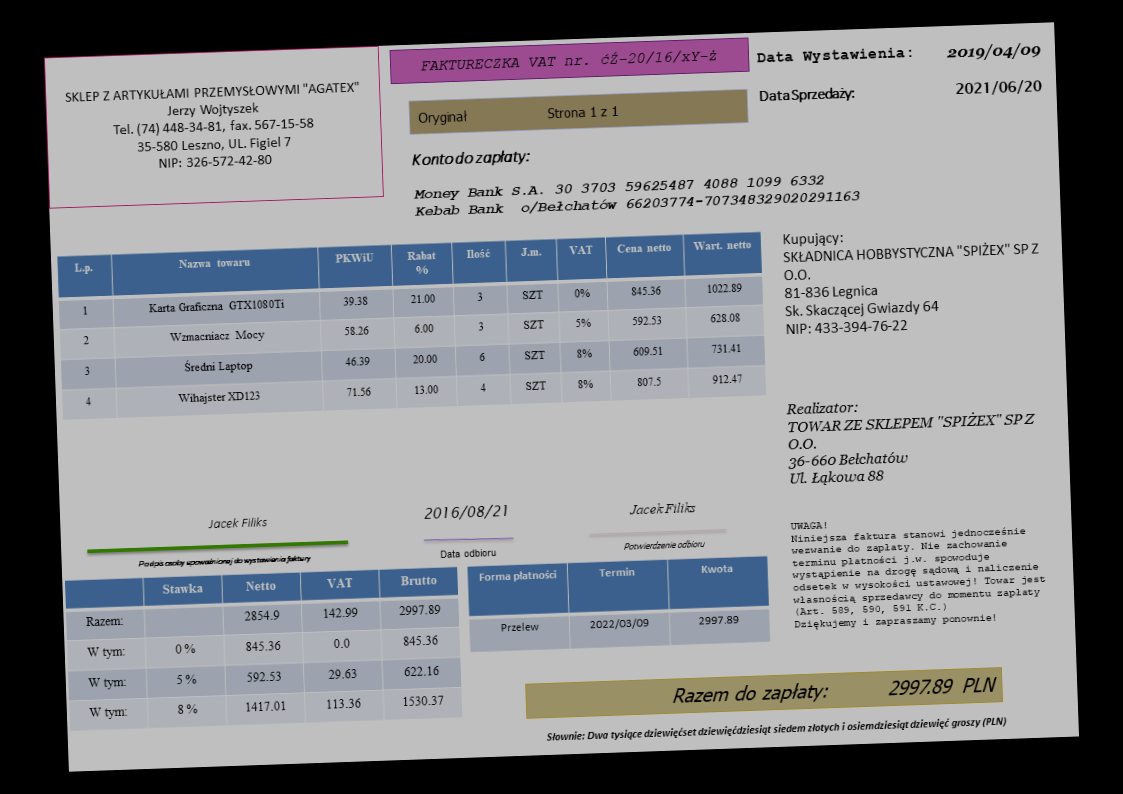 SKLEP Z ARTYKUŁAMI PRZEMYSŁOWYMI "AGATEX"
Jerzy Wojtyszek
Tel. (74) 448-34-81, fax. 567-15-58
35-580 Leszno, UL. Figiel 7
NIP: 326-572-42-80
FAKTURECZKA VAT nr. ćŹ-20/16/xY-ż
Oryginał Strona 1 z 1
Data Wystawienia: 2019/04/09
Data Sprzedaży: 2021/06/20
Konto do zapłaty:
Money Bank S.A. 30 3703 59625487 4088 1099 6332
Kebab Bank o/Bełchatów 66203774-707348329020291163
L.p. Nazwa towaru PKWiU Rabat % Ilość J.m. VAT Cena netto Wart. netto
1 Karta Graficzna GTX1080Ti 39.38 21.00 3 SZT 0% 845.36 1022.89
2 Wzmacniacz Mocy 58.26 6.00 3 SZT 5% 592.53 628.08
3 Średni Laptop 46.39 20.00 6 SZT 8% 609.51 731.41
4 Wihajster XD123 71.56 13.00 4 SZT 8% 807.5 912.47
Kupujący:
SKŁADNICA HOBBYSTYCZNA "SPIŻEX" SP Z
O.O.
81-836 Legnica
Sk. Skaczącej Gwiazdy 64
NIP: 433-394-76-22
Realizator:
TOWAR ZE SKLEPEM "SPIŻEX" SP Z
O.O.
36-660 Bełchatów
Ul. Łąkowa 88
Jacek Filiks
Podpis osoby upoważnionej do wystawienia faktury
2016/08/21
Data odbioru
Jacek Filiks
Potwierdzenie odbioru
UWAGA!
Niniejsza faktura stanowi jednocześnie
wezwanie do zapłaty. Nie zachowanie
terminu płatności j.w. spowoduje
wystąpienie na drogę sądową i naliczenie
odsetek w wysokości ustawowej! Towar jest
własnością sprzedawcy do momentu zapłaty
(Art. 589, 590, 591 K.C.)
Dziękujemy i zapraszamy ponownie!
Stawka Netto VAT Brutto
Razem: 2854.9 142.99 2997.89
W tym: 0 % 845.36 0.0 845.36
W tym: 5 % 592.53 29.63 622.16
W tym: 8 % 1417.01 113.36 1530.37
Forma płatności Termin Kwota
Przelew 2022/03/09 2997.89
Razem do zapłaty: 2997.89 PLN
Słownie: Dwa tysiące dziewięćset dziewięćdziesiąt siedem złotych i osiemdziesiąt dziewięć groszy (PLN)